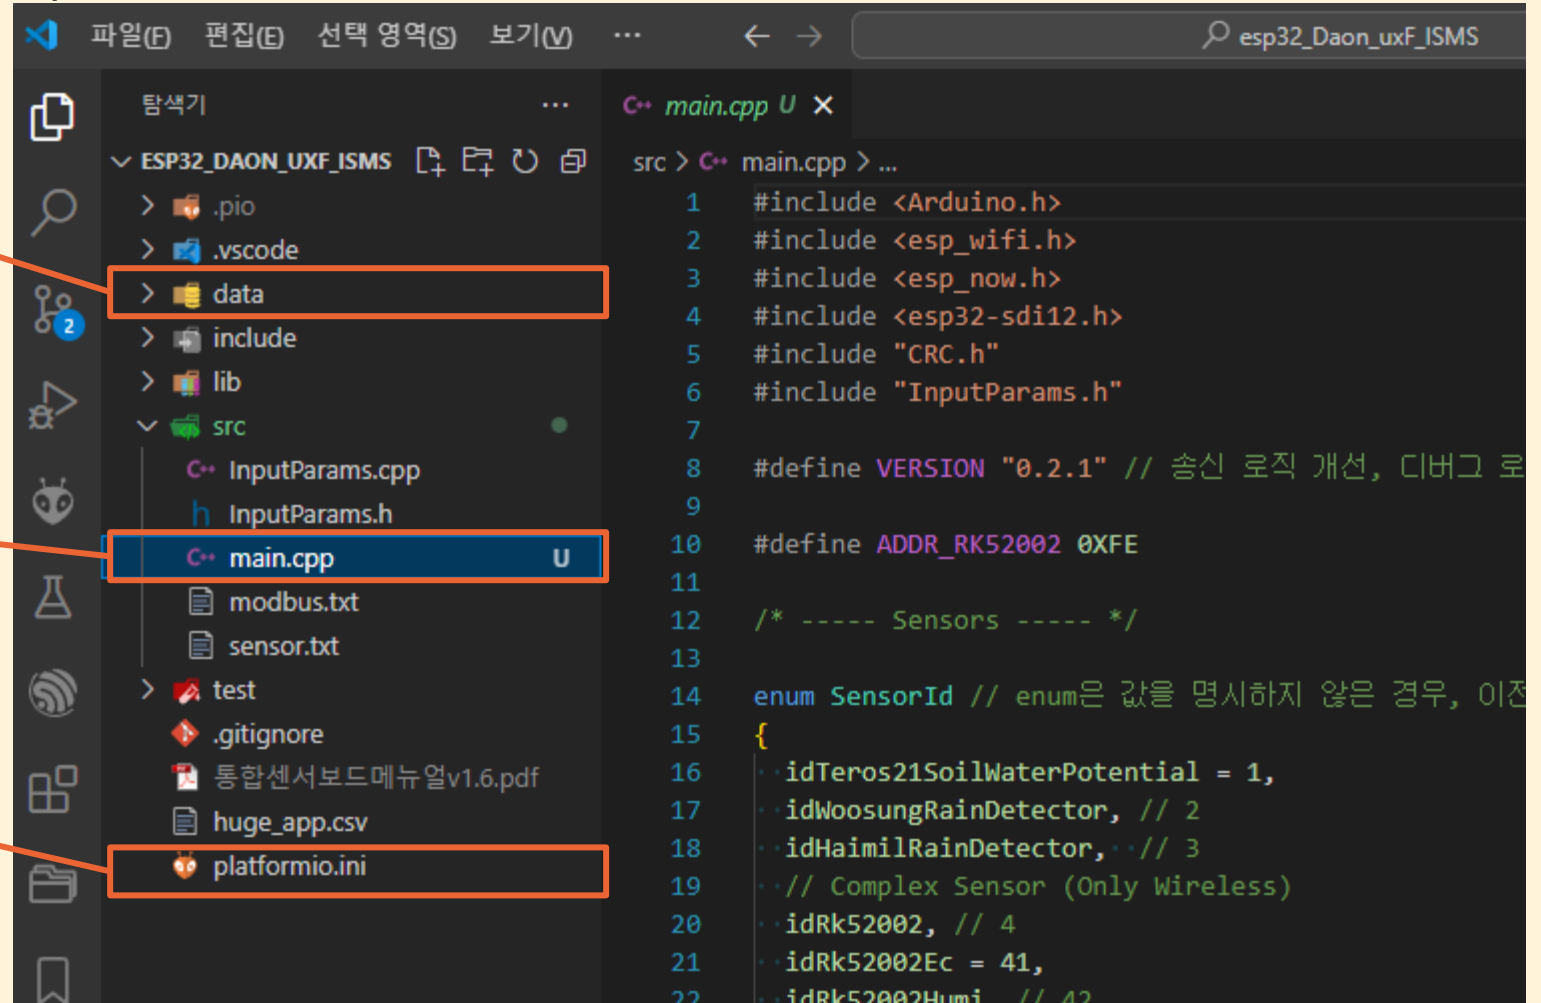 파일(F) 편집(E) 선택 영역(S) 보기(V) ··· ← → esp32_Daon_uxF_ISMS
탐색기 ···
ESP32_DAON_UXF_ISMS
.pio
.vscode
data
include
lib
src
InputParams.cpp
InputParams.h
main.cpp U
modbus.txt
sensor.txt
test
.gitignore
통합센서보드메뉴얼v1.6.pdf
huge_app.csv
platformio.ini
2
main.cpp U
src > main.cpp > ...
1 #include <Arduino.h>
2 #include <esp_wifi.h>
3 #include <esp_now.h>
4 #include <esp32-sdi12.h>
5 #include "CRC.h"
6 #include "InputParams.h"
7
8 #define VERSION "0.2.1" // 송신 로직 개선, 디버그 로
9
10 #define ADDR_RK52002 0XFE
11
12 /* ----- Sensors ----- */
13
14 enum SensorId // enum은 값을 명시하지 않은 경우, 이전
15 {
16 idTeros21SoilWaterPotential = 1,
17 idWoosungRainDetector, // 2
18 idHaimilRainDetector, // 3
19 // Complex Sensor (Only Wireless)
20 idRk52002, // 4
21 idRk52002Ec = 41,
22 idRk52002Humi, // 42